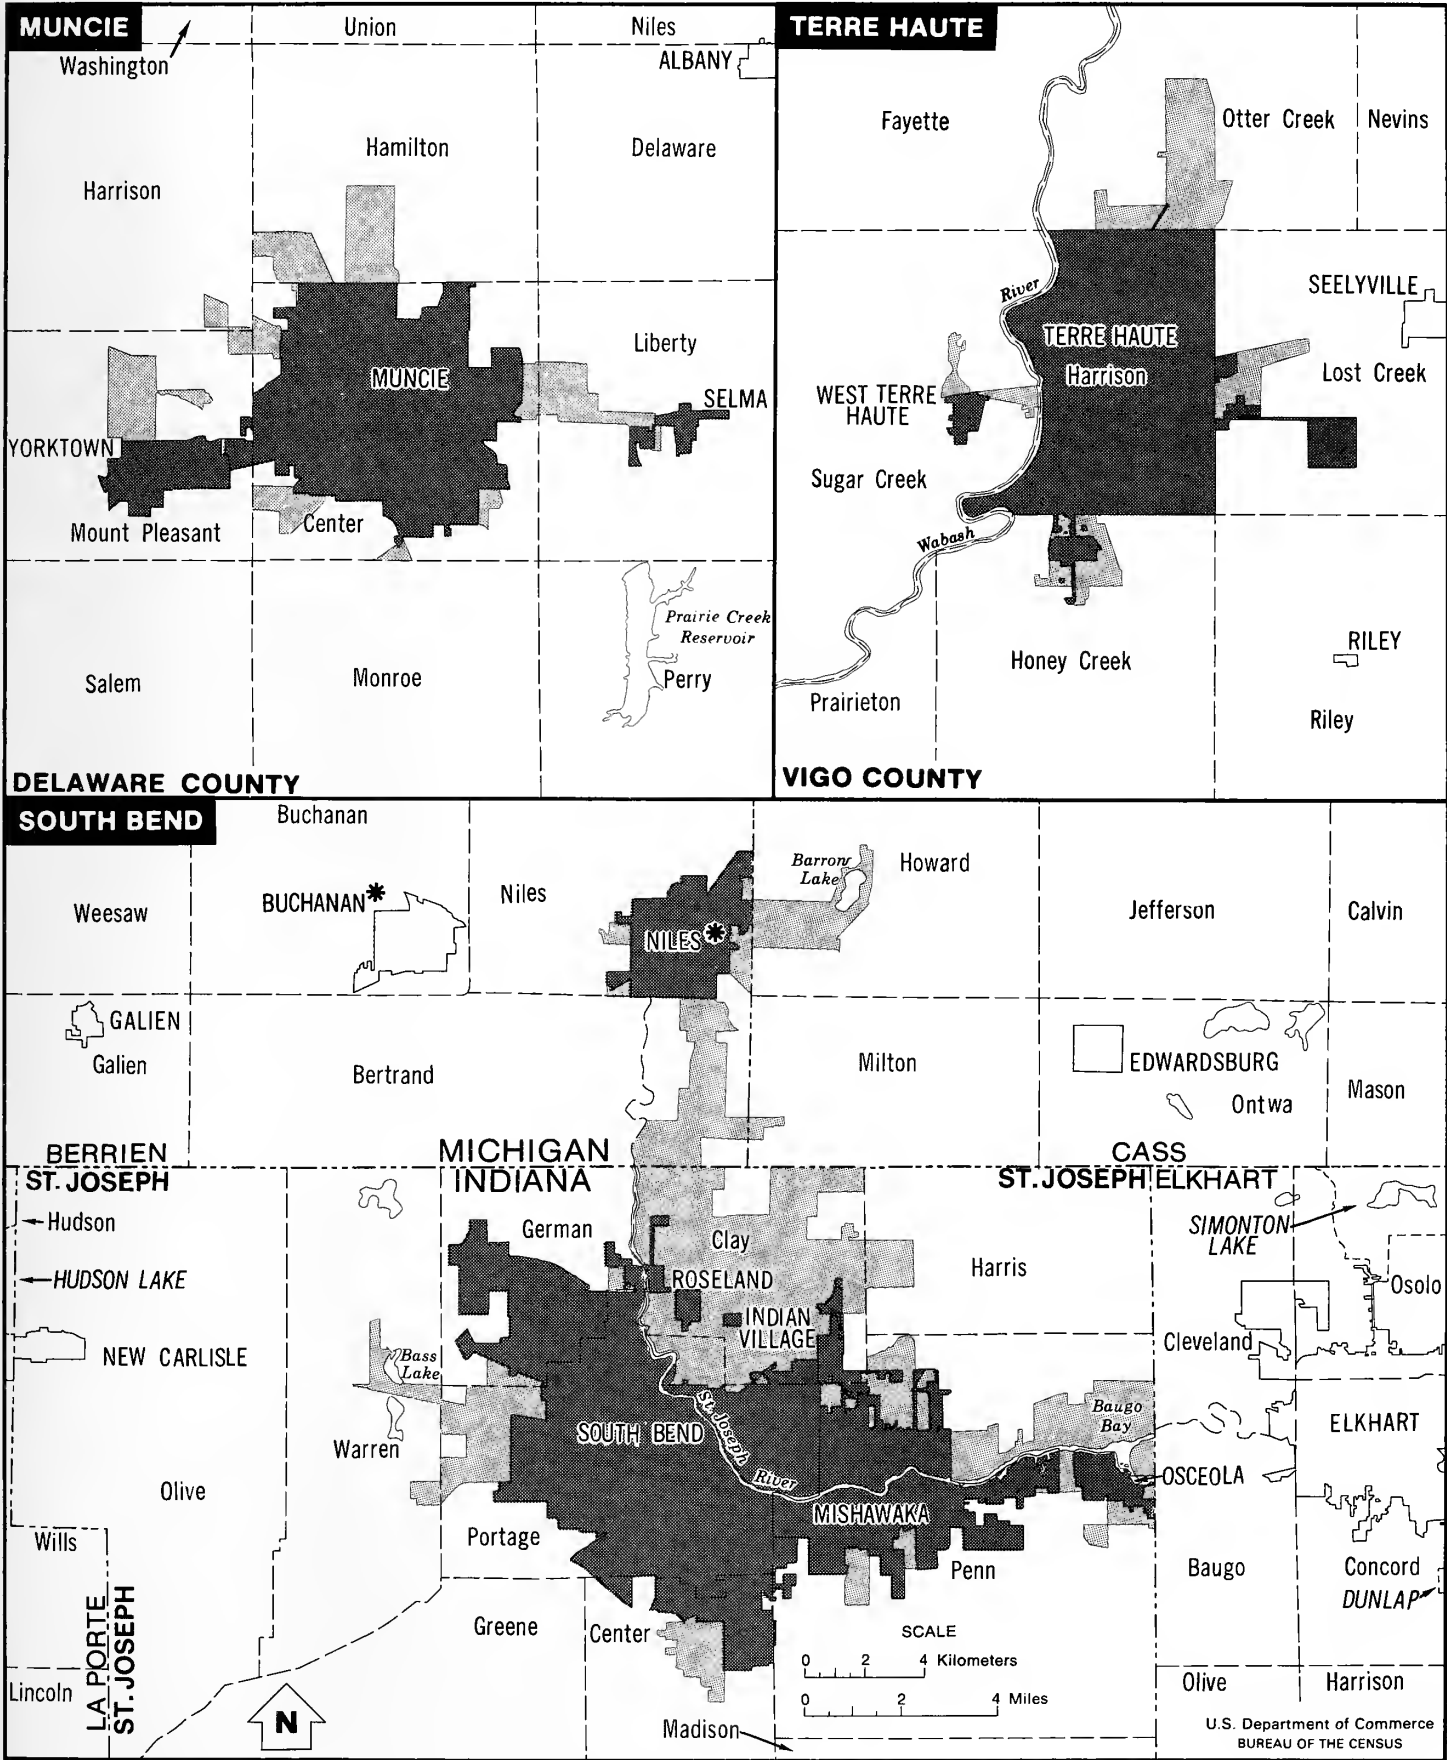 MUNCIE
Union
Niles
Washington
ALBANY
Hamilton
Delaware
Harrison
Liberty
MUNCIE
SELMA
YORKTOWN
Center
Mount Pleasant
Prairie Creek
Reservoir
Salem
Monroe
Perry
DELAWARE COUNTY
TERRE HAUTE
Fayette
Otter Creek
Nevins
River
SEELYVILLE
TERRE HAUTE
Harrison
Lost Creek
WEST TERRE
HAUTE
Sugar Creek
Wabash
RILEY
Honey Creek
Prairieton
Riley
VIGO COUNTY
SOUTH BEND
Buchanan
Weesaw
BUCHANAN*
Niles
NILES*
Barron
Lake
Howard
Jefferson
Calvin
GALIEN
Galien
Bertrand
Milton
EDWARDSBURG
Ontwa
Mason
BERRIEN
MICHIGAN
CASS
ST. JOSEPH
INDIANA
ST. JOSEPH
ELKHART
Hudson
German
Clay
SIMONTON
LAKE
HUDSON LAKE
ROSELAND
Harris
Osolo
INDIAN
VILLAGE
NEW CARLISLE
Bass
Lake
Cleveland
Baugo
Bay
ELKHART
Warren
SOUTH BEND
St. Joseph
River
OSCEOLA
Olive
MISHAWAKA
Wills
Portage
Penn
Baugo
Concord
DUNLAP
Greene
Center
SCALE
0 2 4 Kilometers
0 2 4 Miles
LA PORTE
ST. JOSEPH
Lincoln
N
Madison
Olive
Harrison
U.S. Department of Commerce
BUREAU OF THE CENSUS